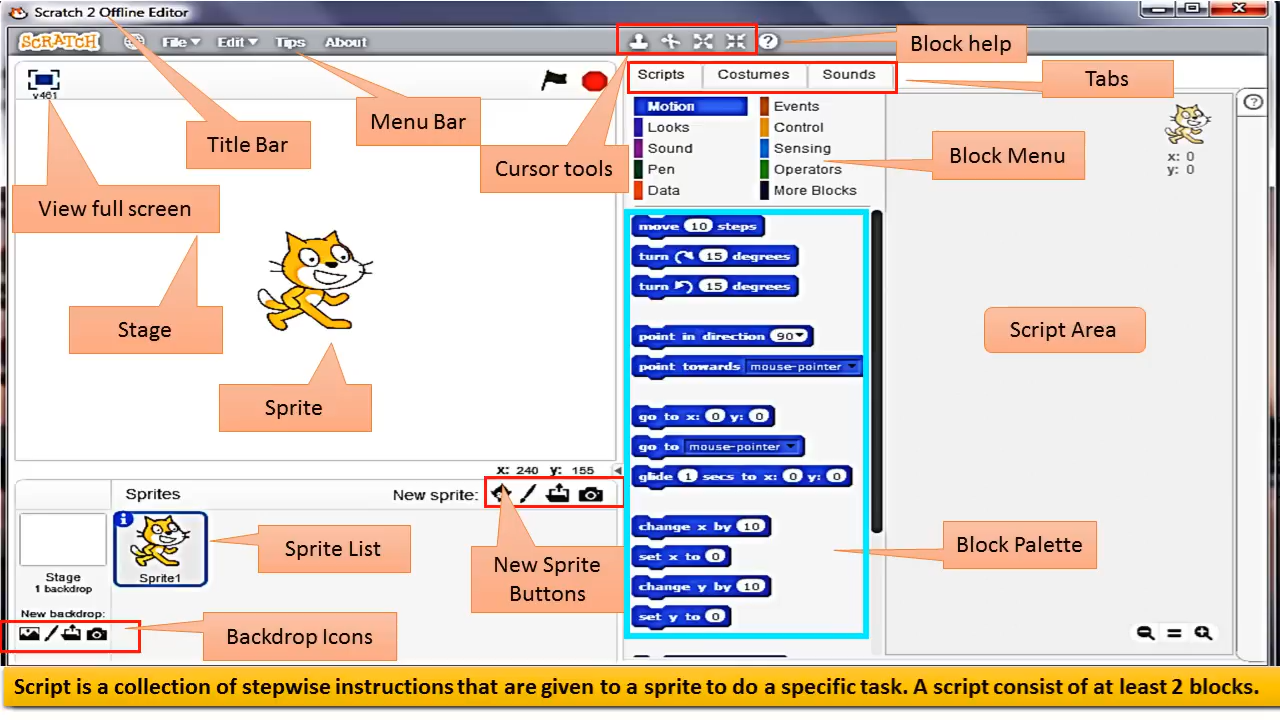 Scratch 2 Offline Editor
SCRATCH
File
Edit
Tips
About
Block help
v461
Scripts
Costumes
Sounds
Tabs
Title Bar
Menu Bar
Cursor tools
Motion
Events
Looks
Control
Sound
Sensing
Pen
Operators
Data
More Blocks
Block Menu
x: 0
y: 0
View full screen
Stage
Sprite
move 10 steps
turn 15 degrees
turn 15 degrees
point in direction 90
point towards mouse-pointer
go to x: 0 y: 0
go to mouse-pointer
glide 1 secs to x: 0 y: 0
change x by 10
set x to 0
change y by 10
set y to 0
Script Area
Block Palette
x: 240 y: 155
Sprites
New sprite:
Sprite List
New Sprite
Buttons
Sprite1
Stage
1 backdrop
New backdrop:
Backdrop Icons
Script is a collection of stepwise instructions that are given to a sprite to do a specific task. A script consist of at least 2 blocks.